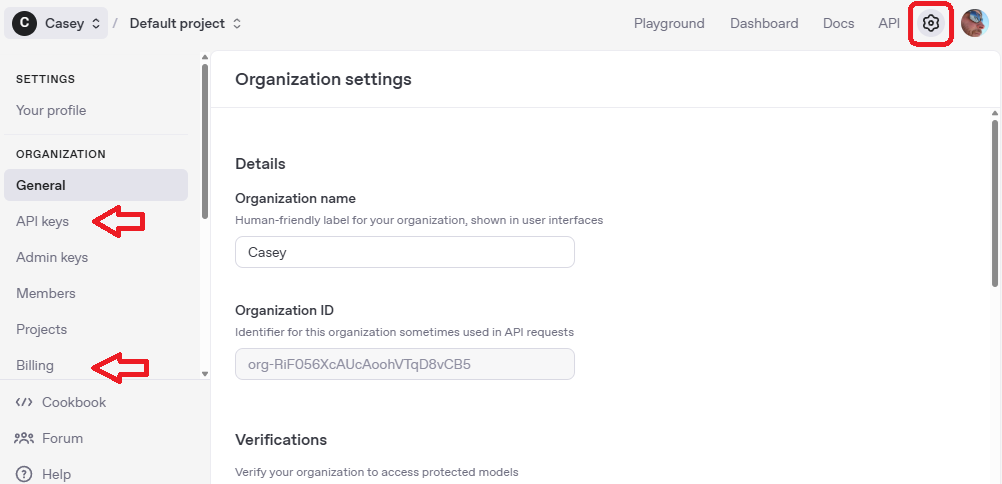 C Casey / Default project
Playground Dashboard Docs API
SETTINGS
Your profile
ORGANIZATION
General
API keys
Admin keys
Members
Projects
Billing
Cookbook
Forum
Help
Organization settings
Details
Organization name
Human-friendly label for your organization, shown in user interfaces
Casey
Organization ID
Identifier for this organization sometimes used in API requests
org-RiF056XcAUcAoohVTqD8vCB5
Verifications
Verify your organization to access protected models